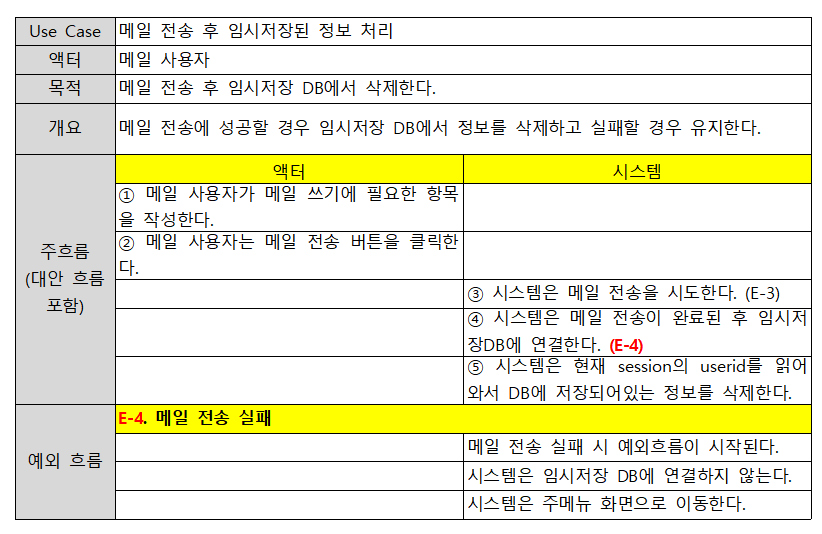 Use Case 메일 전송 후 임시저장된 정보 처리
액터 메일 사용자
목적 메일 전송 후 임시저장 DB에서 삭제한다.
개요 메일 전송에 성공할 경우 임시저장 DB에서 정보를 삭제하고 실패할 경우 유지한다.
주흐름
(대안 흐름
포함)
액터 시스템
① 메일 사용자가 메일 쓰기에 필요한 항목
을 작성한다.
② 메일 사용자는 메일 전송 버튼을 클릭한
다.
③ 시스템은 메일 전송을 시도한다. (E-3)
④ 시스템은 메일 전송이 완료된 후 임시저
장DB에 연결한다. (E-4)
⑤ 시스템은 현재 session의 userid를 읽어
와서 DB에 저장되어있는 정보를 삭제한다.
예외 흐름
E-4. 메일 전송 실패
메일 전송 실패 시 예외흐름이 시작된다.
시스템은 임시저장 DB에 연결하지 않는다.
시스템은 주메뉴 화면으로 이동한다.